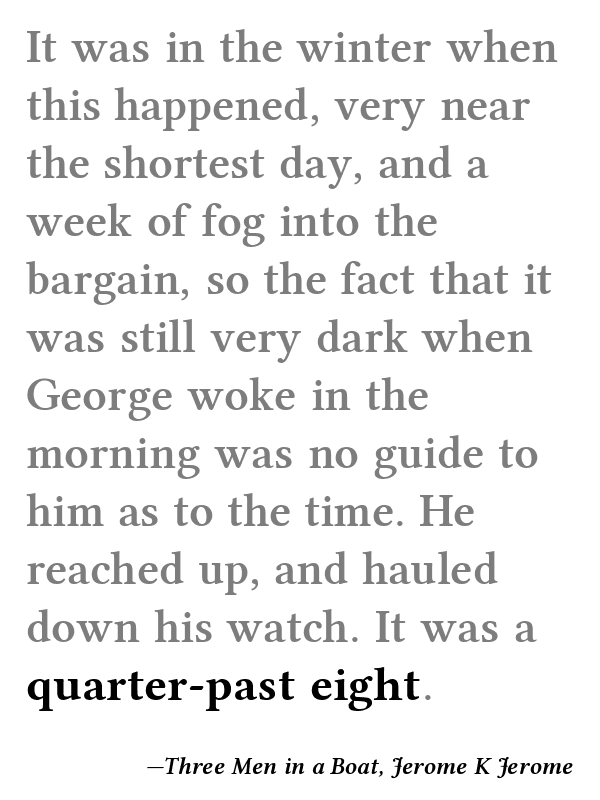 It was in the winter when
this happened, very near
the shortest day, and a
week of fog into the
bargain, so the fact that it
was still very dark when
George woke in the
morning was no guide to
him as to the time. He
reached up, and hauled
down his watch. It was a
quarter-past eight.
—Three Men in a Boat, Jerome K Jerome